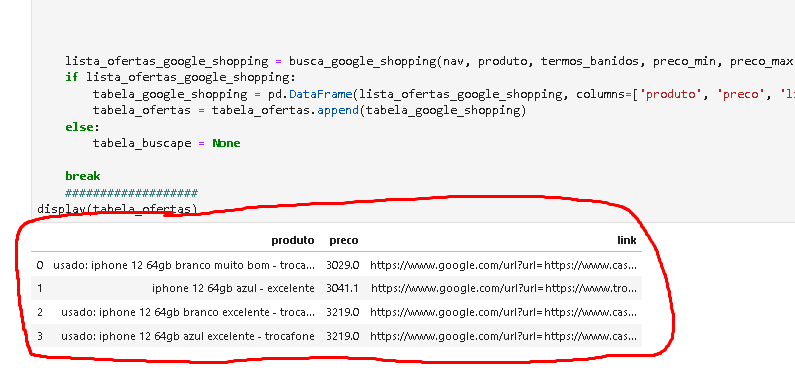 lista_ofertas_google_shopping = busca_google_shopping(nav, produto, termos_banidos, preco_min, preco_max
if lista_ofertas_google_shopping:
tabela_google_shopping = pd.DataFrame(lista_ofertas_google_shopping, columns=['produto', 'preco', 'li
tabela_ofertas = tabela_ofertas.append(tabela_google_shopping)
else:
tabela_buscape = None
break
###################
display(tabela_ofertas)
produto preco link
0 usado: iphone 12 64gb branco muito bom - troca... 3029.0 https://www.google.com/url?url=https://www.cas...
1 iphone 12 64gb azul - excelente 3041.1 https://www.google.com/url?url=https://www.tro...
2 usado: iphone 12 64gb branco excelente - troca... 3219.0 https://www.google.com/url?url=https://www.cas...
3 usado: iphone 12 64gb azul excelente - trocafone 3219.0 https://www.google.com/url?url=https://www.cas...